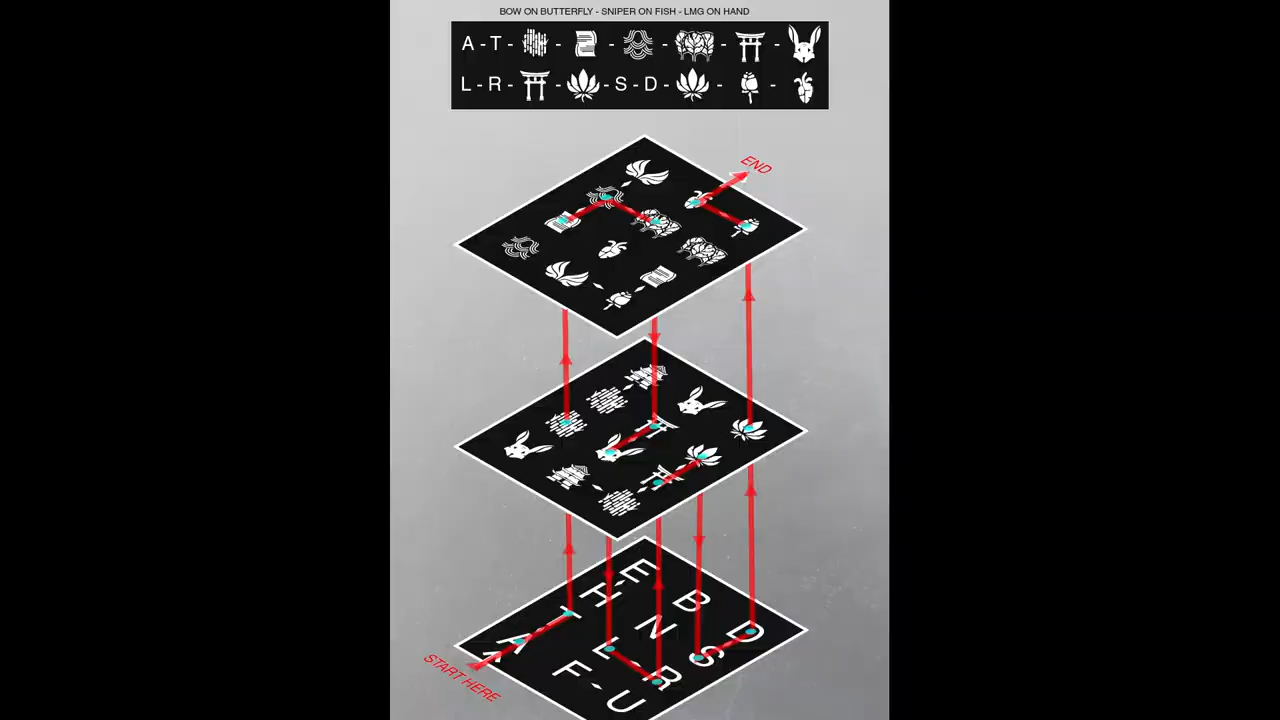 BOW ON BUTTERFLY - SNIPER ON FISH - LMG ON HAND
A - T - - - - - -
L - R - - - S - D - - -
END
E
H B
T N D
A L S
F R
U
START HERE